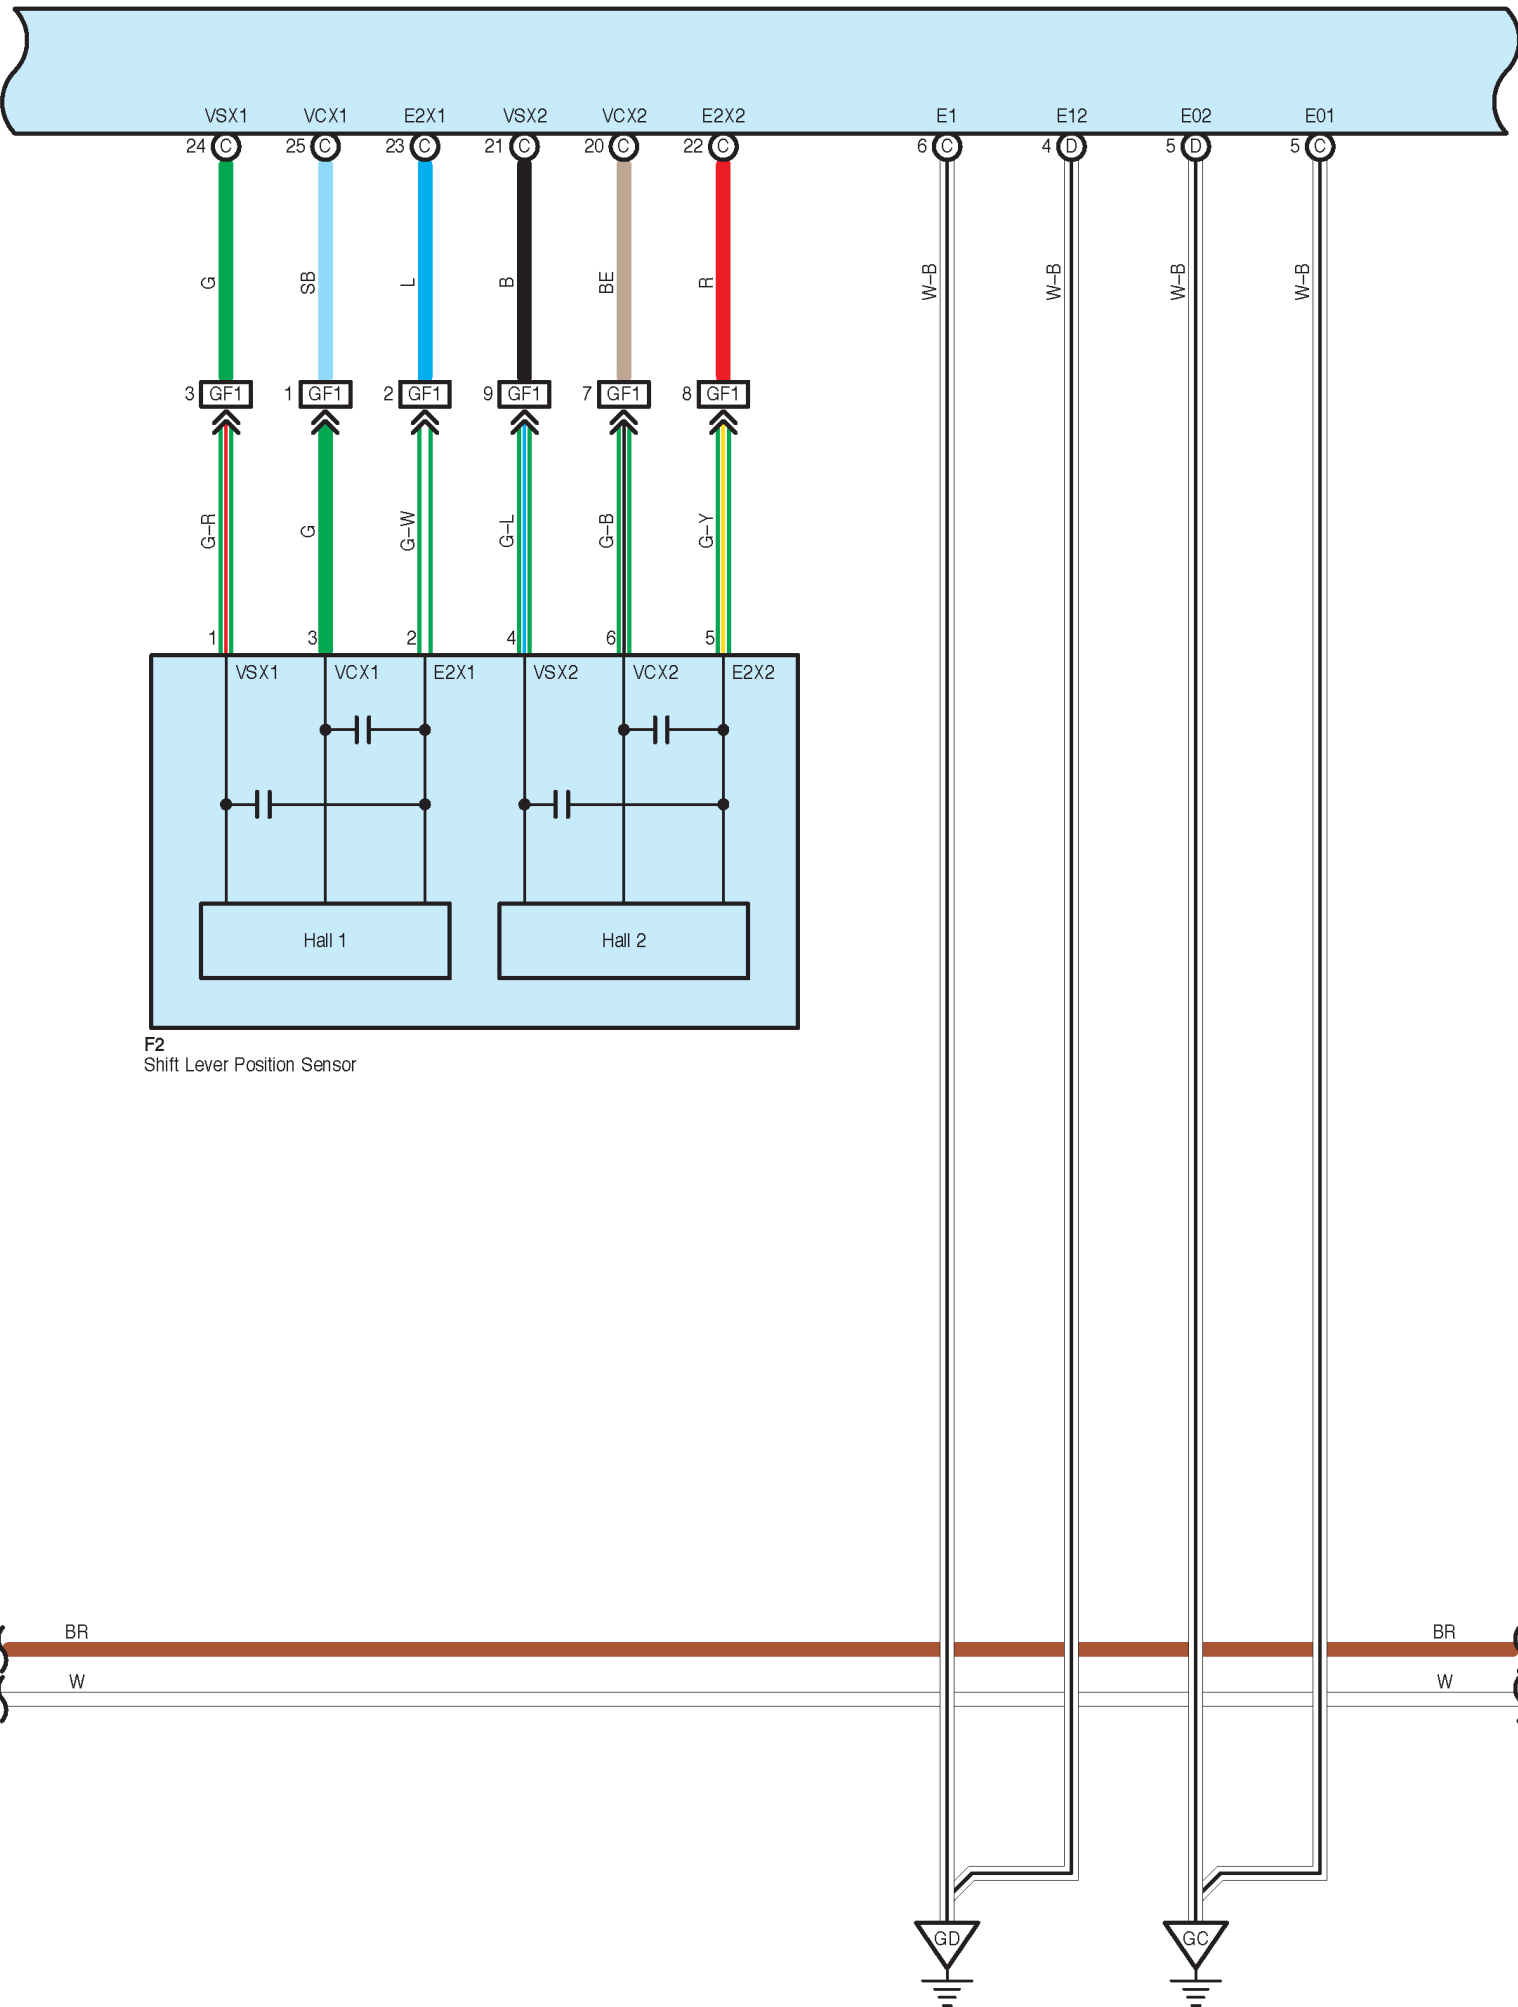 VSX1 VCX1 E2X1 VSX2 VCX2 E2X2 E1 E12 E02 E01
24 C 25 C 23 C 21 C 20 C 22 C 6 C 4 D 5 D 5 C
G SB L B BE R W–B W–B W–B W–B
3 GF1 1 GF1 2 GF1 9 GF1 7 GF1 8 GF1
G–R G G–W G–L G–B G–Y
1 3 2 4 6 5
VSX1 VCX1 E2X1 VSX2 VCX2 E2X2
Hall 1 Hall 2
F2
Shift Lever Position Sensor
BR BR
W W
GD GC